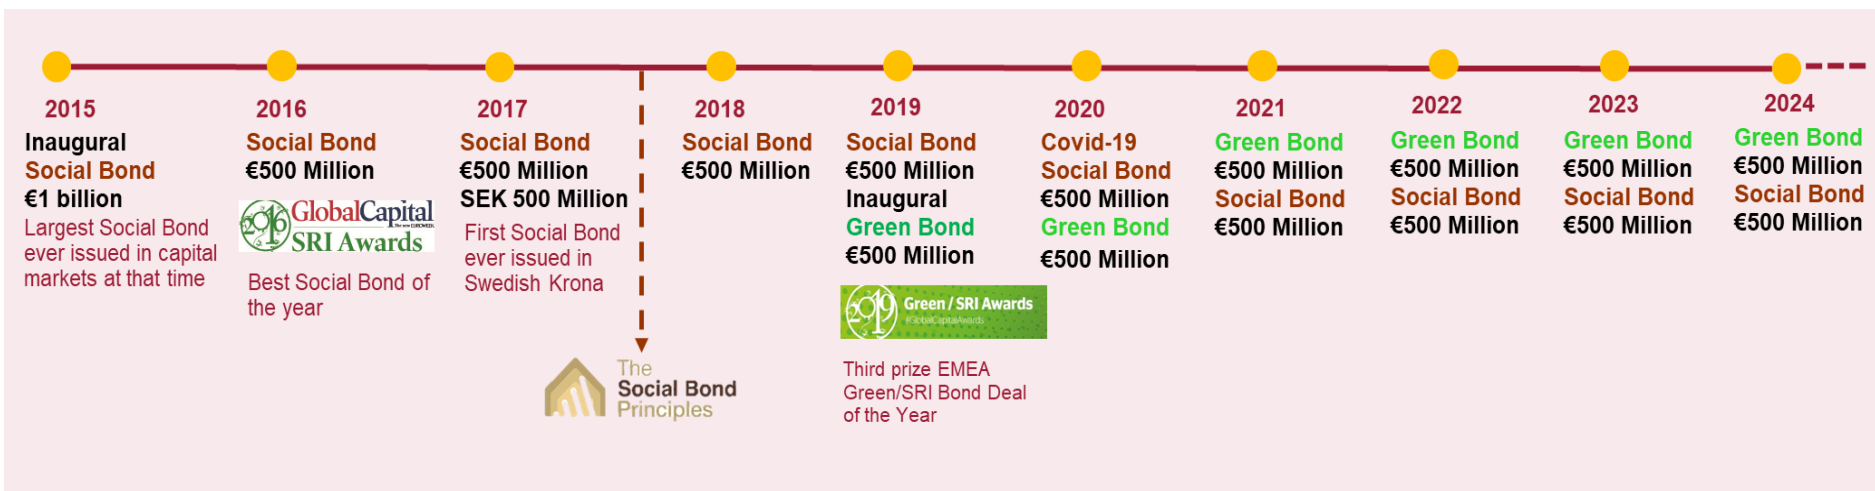 2015
Inaugural
Social Bond
€1 billion
Largest Social Bond
ever issued in capital
markets at that time
2016
Social Bond
€500 Million
2016 GlobalCapital
SRI Awards
Best Social Bond of
the year
2017
Social Bond
€500 Million
SEK 500 Million
First Social Bond
ever issued in
Swedish Krona
The
Social Bond
Principles
2018
Social Bond
€500 Million
2019
Social Bond
€500 Million
Inaugural
Green Bond
€500 Million
2019 Green / SRI Awards
#GlobalCapitalAwards
Third prize EMEA
Green/SRI Bond Deal
of the Year
2020
Covid-19
Social Bond
€500 Million
Green Bond
€500 Million
2021
Green Bond
€500 Million
Social Bond
€500 Million
2022
Green Bond
€500 Million
Social Bond
€500 Million
2023
Green Bond
€500 Million
Social Bond
€500 Million
2024
Green Bond
€500 Million
Social Bond
€500 Million